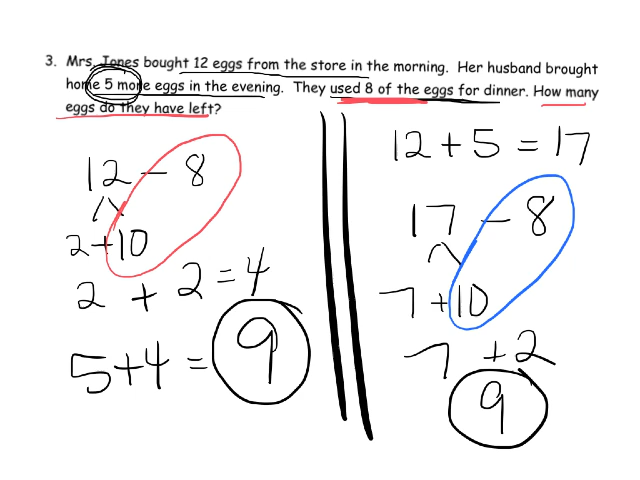 3. Mrs. Jones bought 12 eggs from the store in the morning. Her husband brought
home 5 more eggs in the evening. They used 8 of the eggs for dinner. How many
eggs do they have left?
12 - 8
2+10
2 + 2 = 4
5+4 = 9
12 + 5 = 17
17 - 8
7 + 10
7 + 2
9